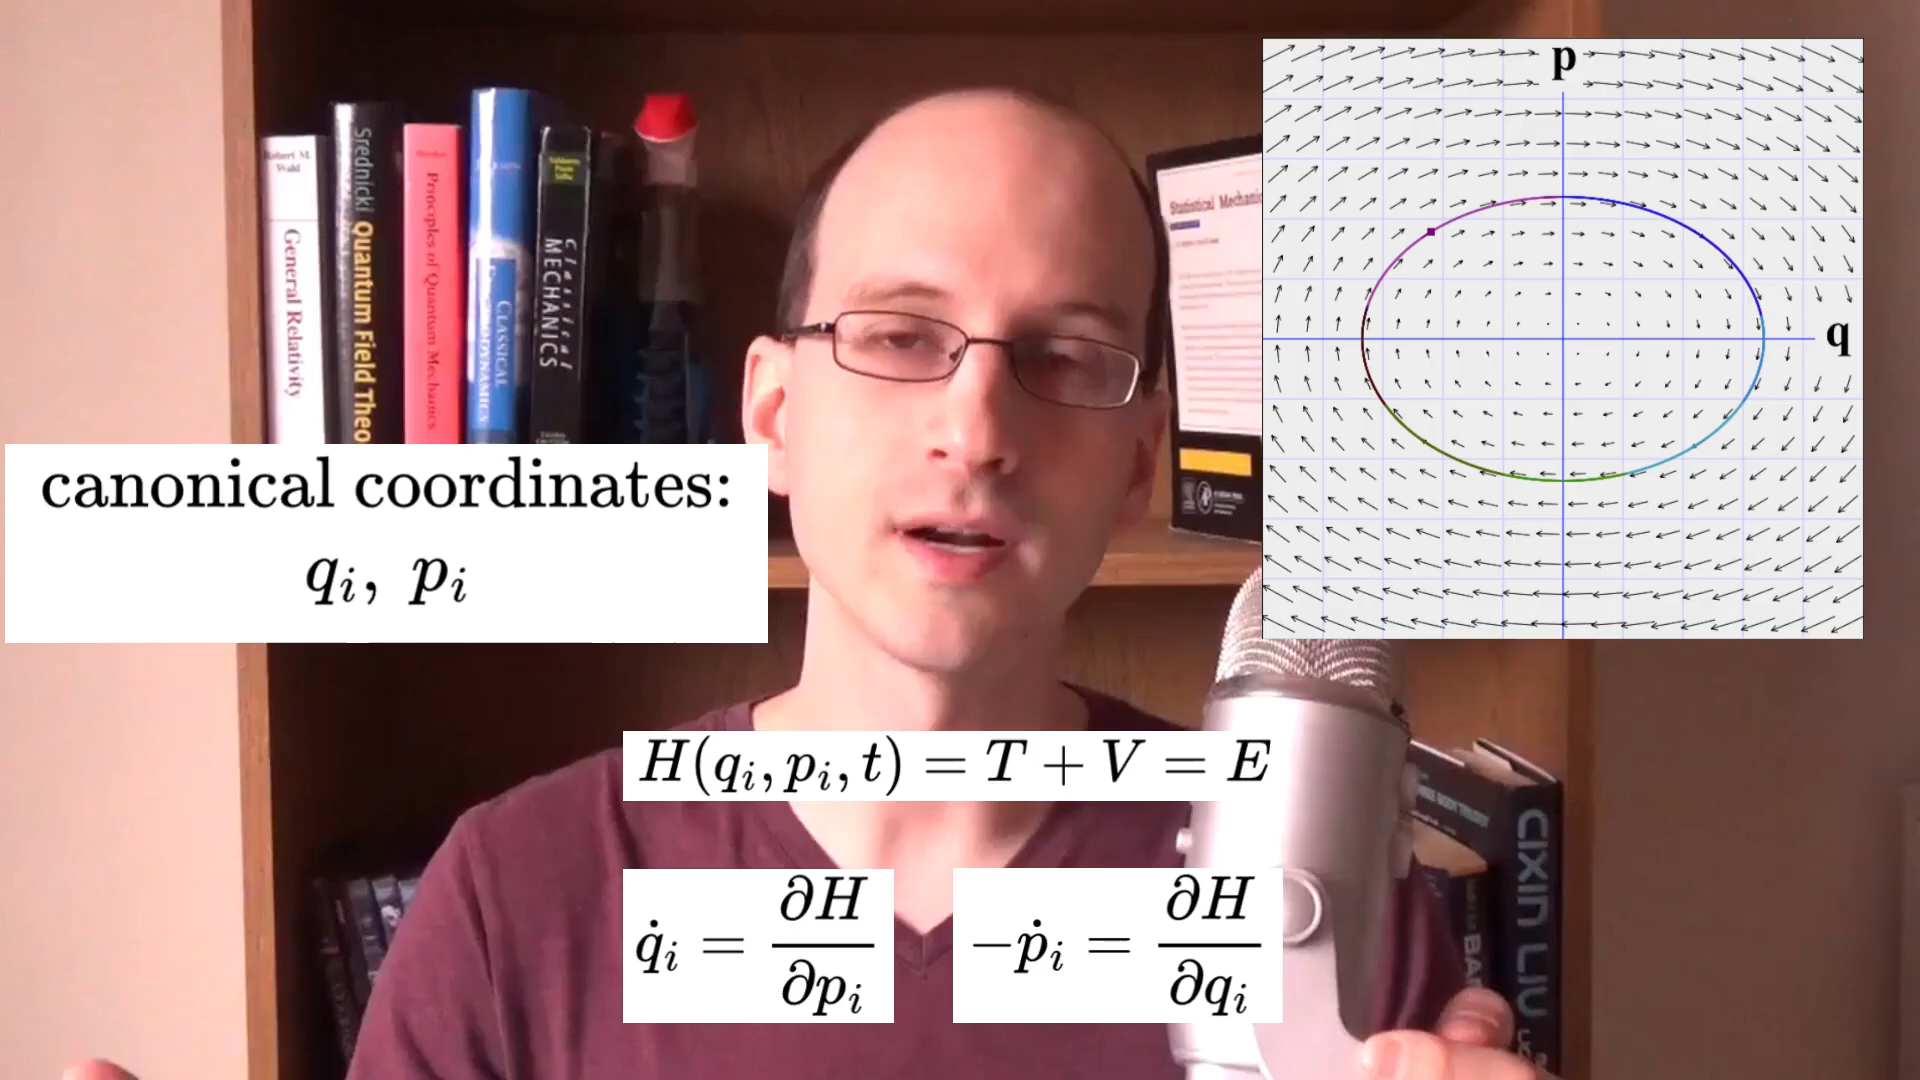 Robert M.
Wald
General Relativity
Srednicki Quantum Field Theo
Principles of Quantum Mechanics
CLASSICAL
Classical
MECHANICS
Statistical Mechanic
p
q
canonical coordinates:
qᵢ, pᵢ
H(qᵢ, pᵢ, t) = T + V = E
q̇ᵢ = ∂H/∂pᵢ
−ṗᵢ = ∂H/∂qᵢ
CIXIN LIU